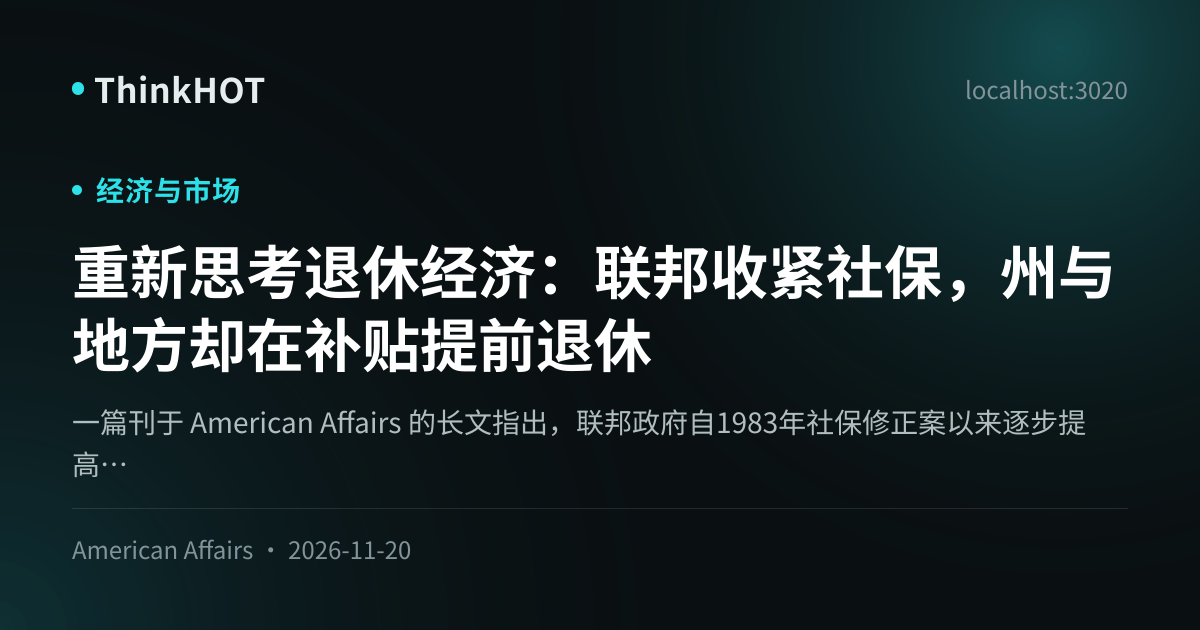 ThinkHOT
localhost:3020
经济与市场
重新思考退休经济：联邦收紧社保，州与
地方却在补贴提前退休
一篇刊于 American Affairs 的长文指出，联邦政府自1983年社保修正案以来逐步提
高…
American Affairs · 2026-11-20